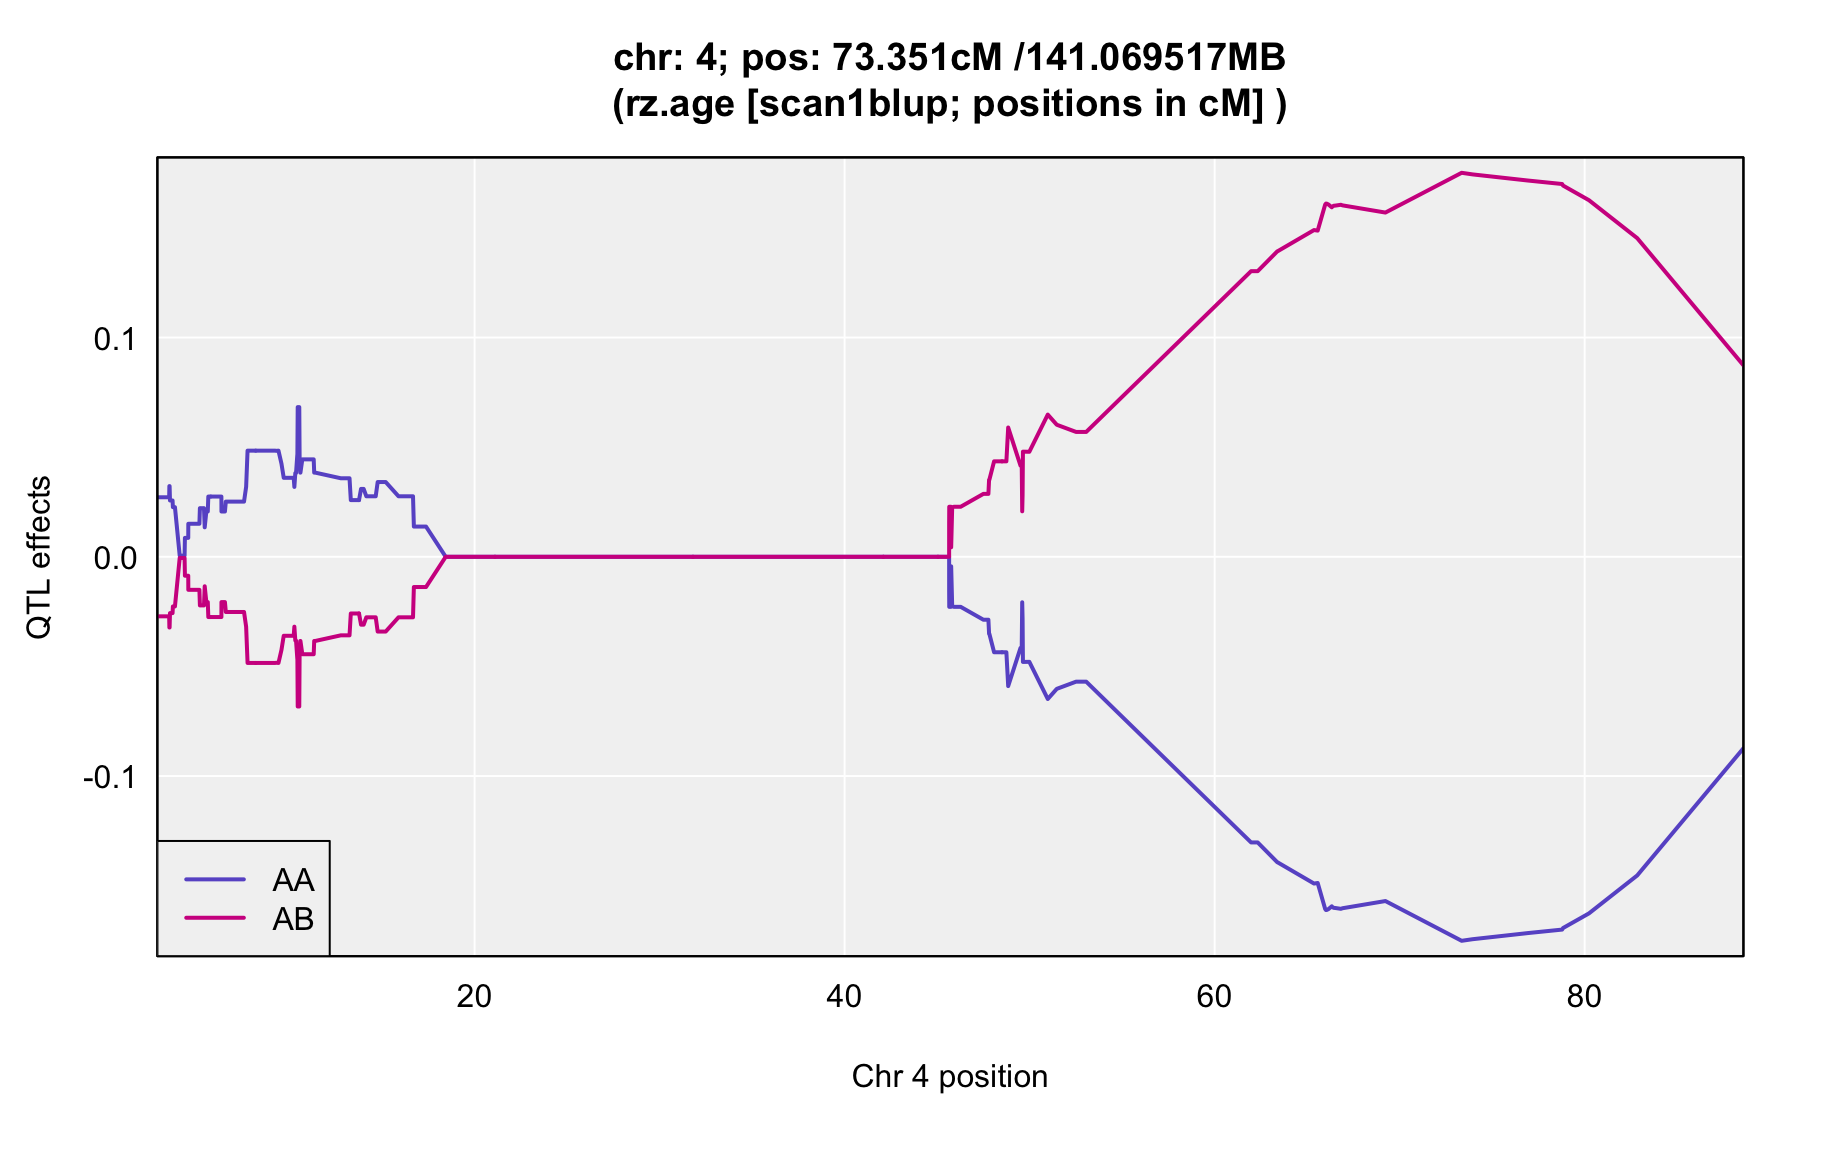 chr: 4; pos: 73.351cM /141.069517MB
(rz.age [scan1blup; positions in cM] )
QTL effects
0.1
0.0
-0.1
AA
AB
20 40 60 80
Chr 4 position